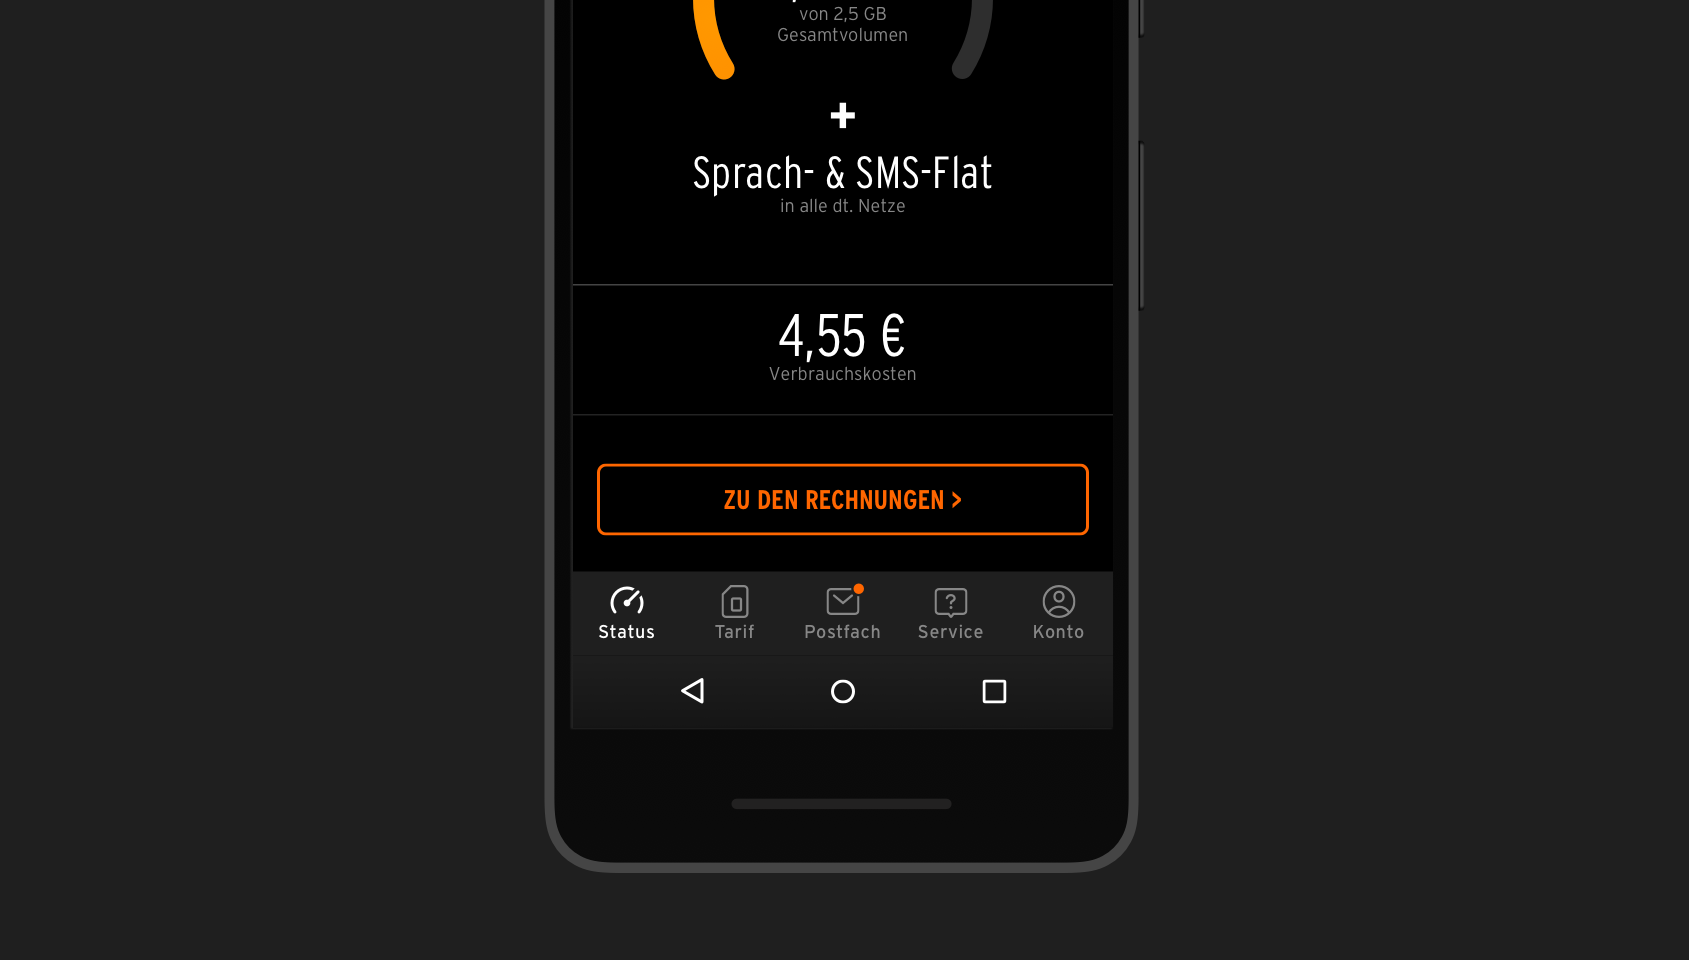 von 2,5 GB
Gesamtvolumen
+
Sprach- & SMS-Flat
in alle dt. Netze
4,55 €
Verbrauchskosten
ZU DEN RECHNUNGEN >
Status
Tarif
Postfach
Service
Konto